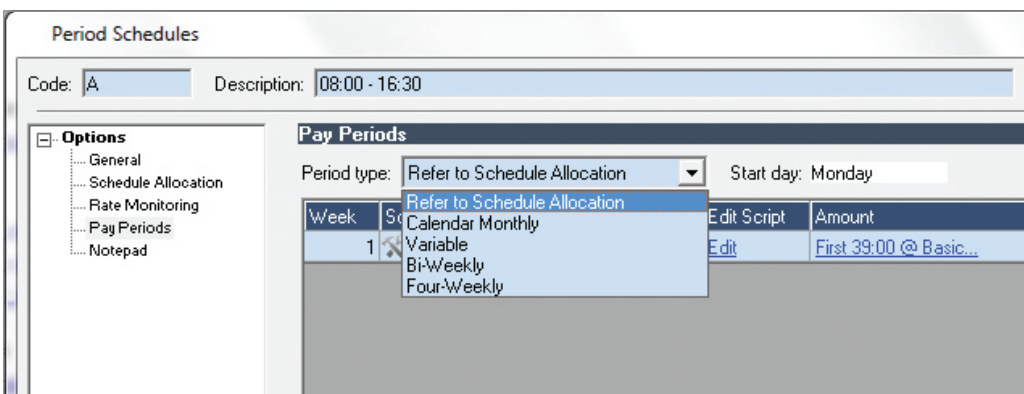 Period Schedules
Code: A Description: 08:00 - 16:30
Options
General
Schedule Allocation
Rate Monitoring
Pay Periods
Notepad
Pay Periods
Period type: Refer to Schedule Allocation Start day: Monday
Refer to Schedule Allocation
Calendar Monthly
Variable
Bi-Weekly
Four-Weekly
Week Edit Script Amount
1 Edit First 39:00 @ Basic...